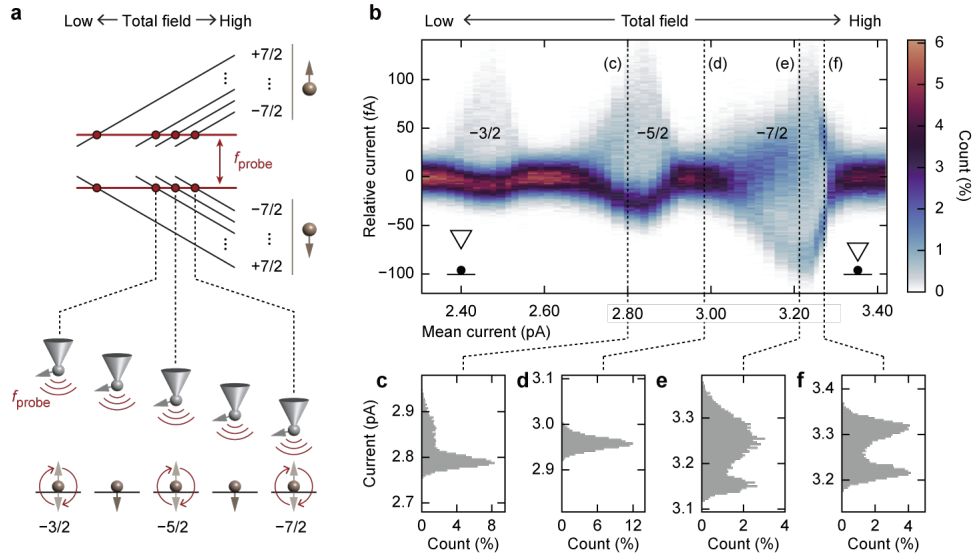 a
Low ← Total field → High
+7/2
⋮
−7/2
fprobe
−7/2
⋮
+7/2
fprobe
−3/2
−5/2
−7/2
b
Low ← Total field → High
(c)
(d)
(e)
(f)
Relative current (fA)
100
50
0
−50
−100
−3/2
−5/2
−7/2
2.40
2.60
2.80
3.00
3.20
3.40
Mean current (pA)
6
5
4
3
2
1
0
Count (%)
c
Current (pA)
2.9
2.8
2.7
0
4
8
Count (%)
d
3.1
3.0
2.9
0
6
12
Count (%)
e
3.3
3.2
3.1
0
2
4
Count (%)
f
3.4
3.3
3.2
0
2
4
Count (%)